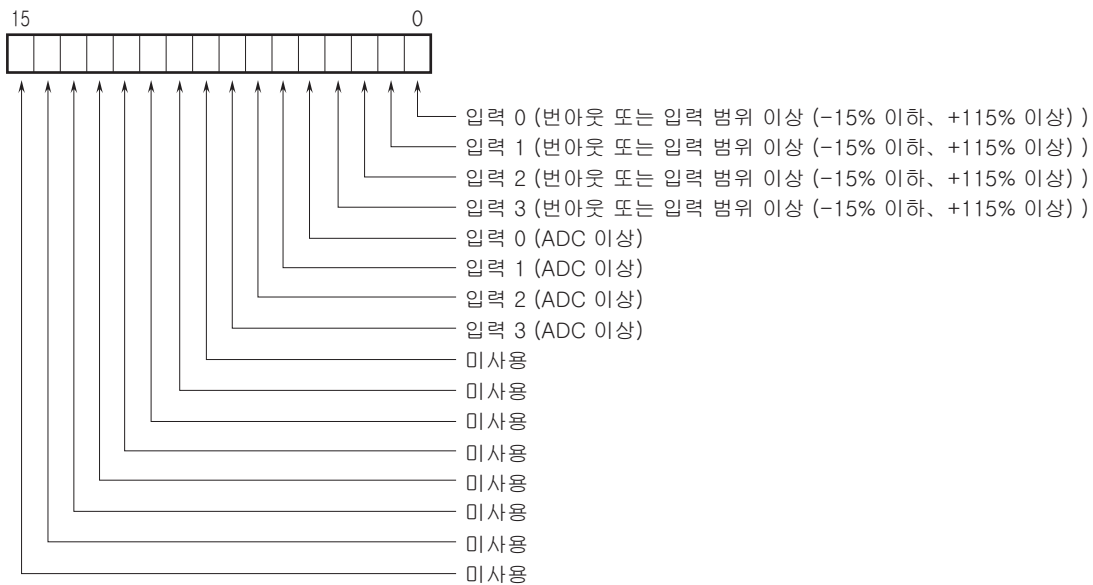 15 0
입력 0 (번아웃 또는 입력 범위 이상 (-15% 이하、+115% 이상) )
입력 1 (번아웃 또는 입력 범위 이상 (-15% 이하、+115% 이상) )
입력 2 (번아웃 또는 입력 범위 이상 (-15% 이하、+115% 이상) )
입력 3 (번아웃 또는 입력 범위 이상 (-15% 이하、+115% 이상) )
입력 0 (ADC 이상)
입력 1 (ADC 이상)
입력 2 (ADC 이상)
입력 3 (ADC 이상)
미사용
미사용
미사용
미사용
미사용
미사용
미사용
미사용